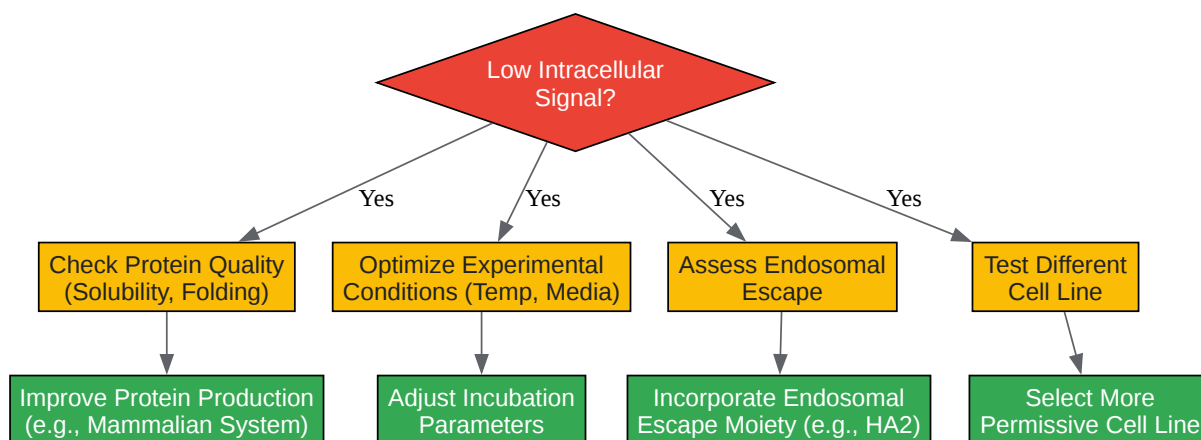 Low Intracellular
Signal?
Yes
Yes
Yes
Yes
Check Protein Quality
(Solubility, Folding)
Optimize Experimental
Conditions (Temp, Media)
Assess Endosomal
Escape
Test Different
Cell Line
Improve Protein Production
(e.g., Mammalian System)
Adjust Incubation
Parameters
Incorporate Endosomal
Escape Moiety (e.g., HA2)
Select More
Permissive Cell Line